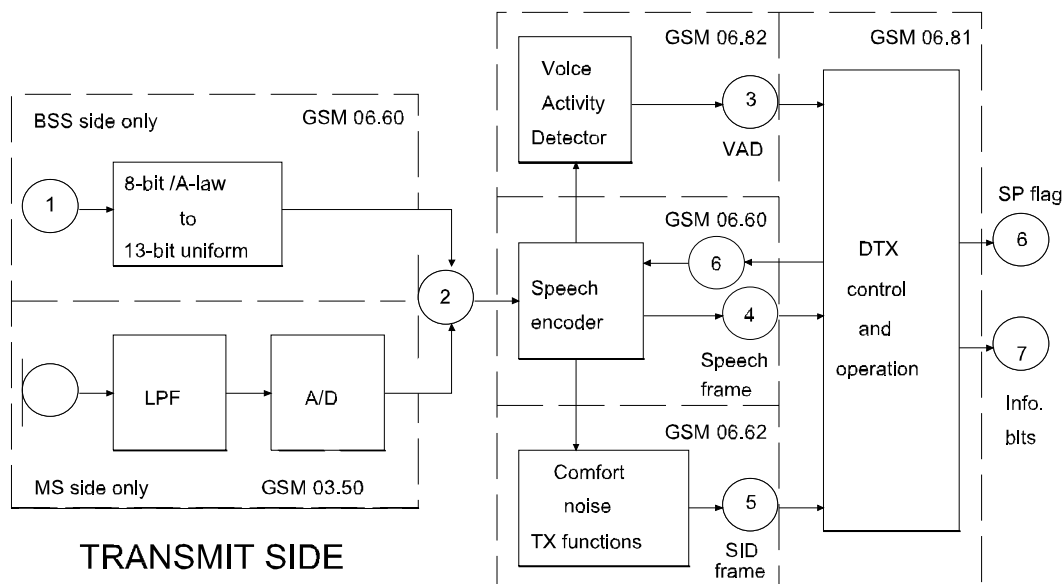 GSM 06.82
GSM 06.81
Volce
Activity
Detector
3
VAD
BSS side only
GSM 06.60
1
8-bit /A-law
to
13-bit uniform
2
GSM 06.60
Speech
encoder
6
4
Speech
frame
DTX
control
and
operation
SP flag
6
7
Info.
blts
LPF
A/D
MS side only
GSM 03.50
GSM 06.62
Comfort
noise
TX functions
5
SID
frame
TRANSMIT SIDE